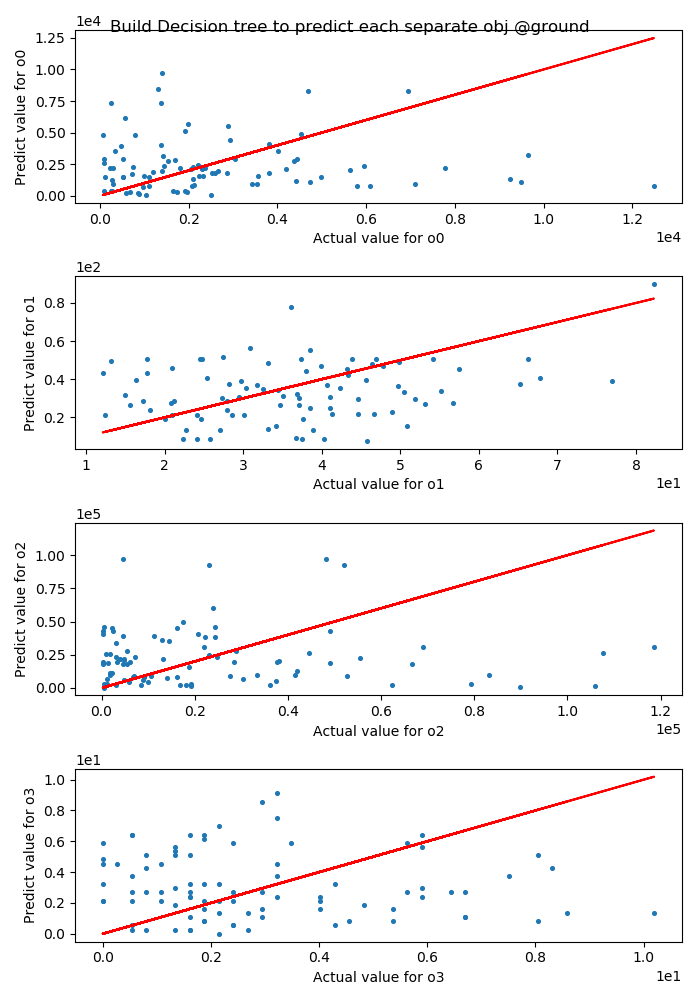 Build Decision tree to predict each separate obj @ground
1e4
1.25
1.00
0.75
0.50
0.25
0.00
Predict value for o0
0.0 0.2 0.4 0.6 0.8 1.0 1.2
1e4
Actual value for o0
1e2
0.8
0.6
0.4
0.2
Predict value for o1
1 2 3 4 5 6 7 8
1e1
Actual value for o1
1e5
1.00
0.75
0.50
0.25
0.00
Predict value for o2
0.0 0.2 0.4 0.6 0.8 1.0 1.2
1e5
Actual value for o2
1e1
1.0
0.8
0.6
0.4
0.2
0.0
Predict value for o3
0.0 0.2 0.4 0.6 0.8 1.0
1e1
Actual value for o3